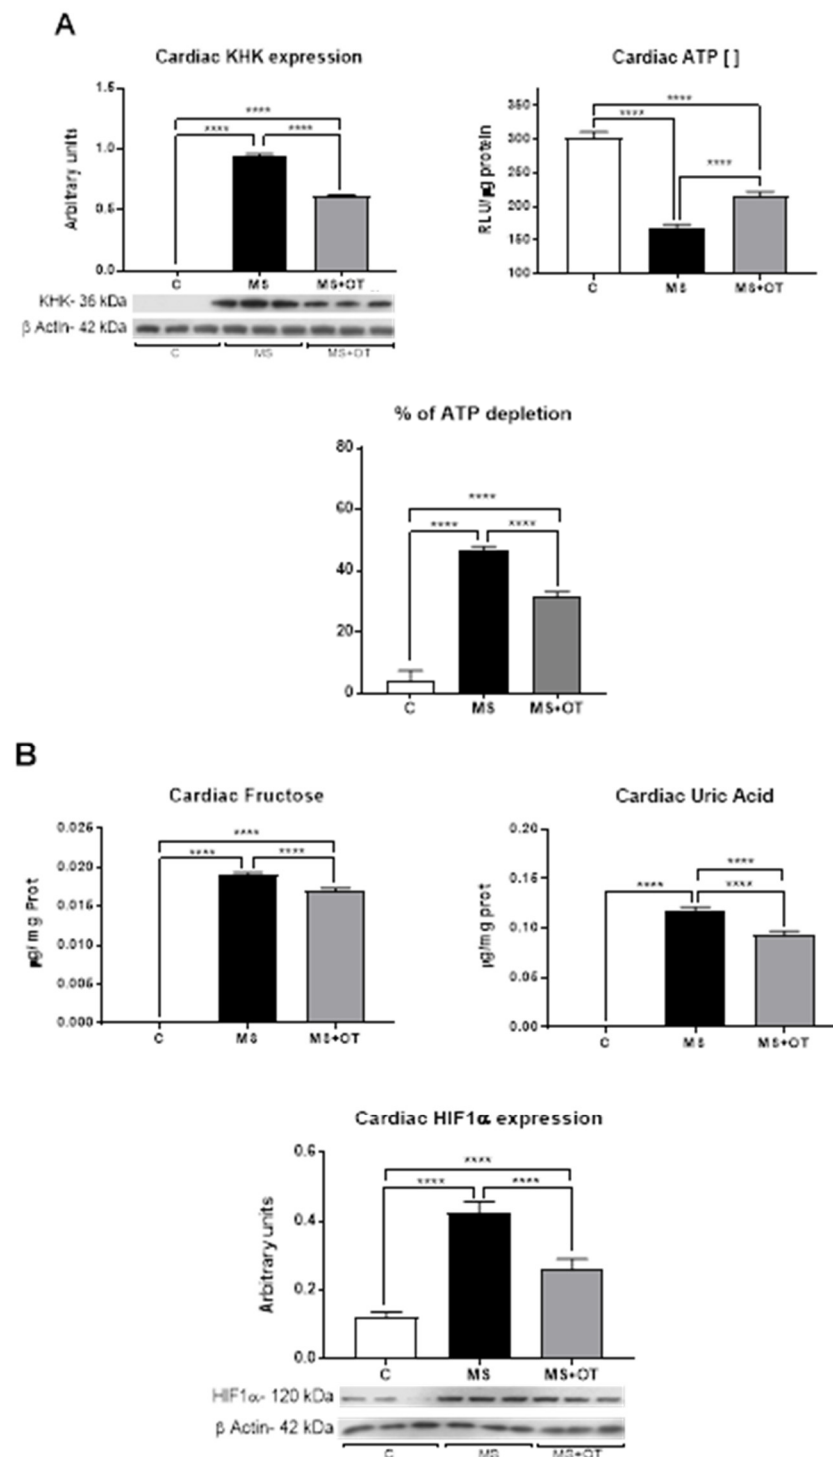 A
Cardiac KHK expression
Cardiac ATP [ ]
1.5
1.0
0.5
0.0
Arbitrary units
****
**** ****
C MS MS+OT
KHK- 36 kDa
β Actin- 42 kDa
C MS MS+OT
350
300
250
200
150
100
RLU/µg protein
****
****
****
C MS MS+OT
% of ATP depletion
80
60
40
20
0
****
**** ****
C MS MS+OT
B
Cardiac Fructose
Cardiac Uric Acid
0.025
0.020
0.015
0.010
0.005
0.000
µg/mg Prot
****
**** ****
C MS MS+OT
0.20
0.15
0.10
0.05
0.00
µg/mg prot
****
**** ****
C MS MS+OT
Cardiac HIF1α expression
0.6
0.4
0.2
0.0
Arbitrary units
****
**** ****
C MS MS+OT
HIF1α- 120 kDa
β Actin- 42 kDa
C MS MS+OT